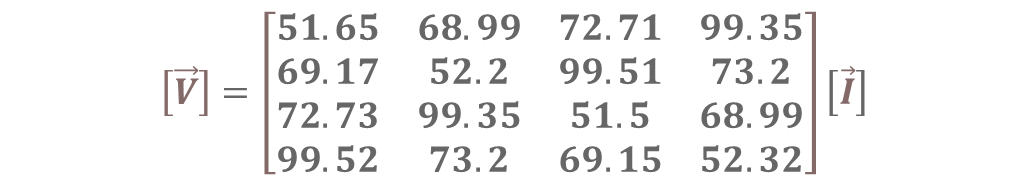 51.65 68.99 72.71 99.35
69.17 52.2 99.51 73.2
[V⃗] = [I⃗]
72.73 99.35 51.5 68.99
99.52 73.2 69.15 52.32